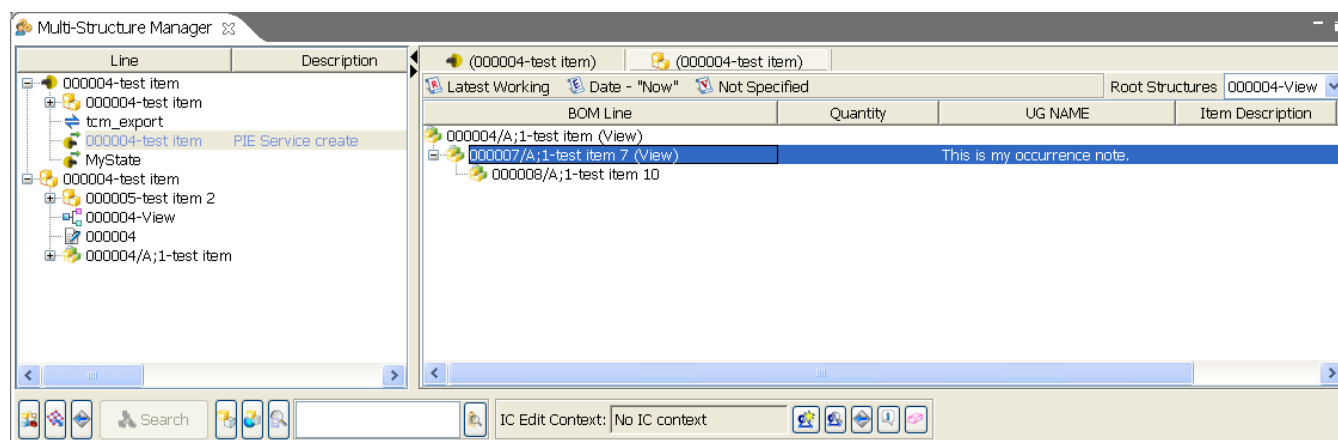 Multi-Structure Manager
Line Description
000004-test item
000004-test item
tcm_export
000004-test item PIE Service create
MyState
000004-test item
000005-test item 2
000004-View
000004
000004/A;1-test item
(000004-test item) (000004-test item)
Latest Working Date - "Now" Not Specified Root Structures 000004-View
BOM Line Quantity UG NAME Item Description
000004/A;1-test item (View)
000007/A;1-test item 7 (View) This is my occurrence note.
000008/A;1-test item 10
Search IC Edit Context: No IC context